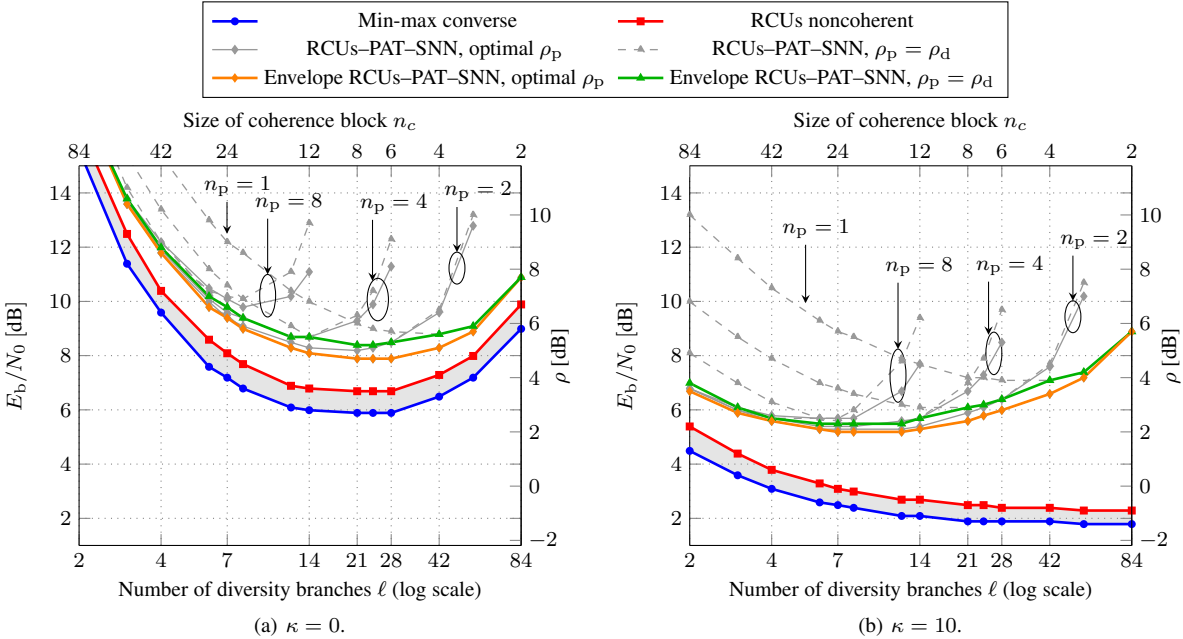 Min-max converse
RCUs noncoherent
RCUs–PAT–SNN, optimal ρp
RCUs–PAT–SNN, ρp = ρd
Envelope RCUs–PAT–SNN, optimal ρp
Envelope RCUs–PAT–SNN, ρp = ρd
Size of coherence block nc
84 42 24 12 8 6 4 2
14
12
10
8
6
4
2
Eb/N0 [dB]
np = 1
np = 8
np = 4
np = 2
10
8
6
4
2
0
−2
ρ [dB]
2 4 7 14 21 28 42 84
Number of diversity branches ℓ (log scale)
(a) κ = 0.
Size of coherence block nc
84 42 24 12 8 6 4 2
14
12
10
8
6
4
2
Eb/N0 [dB]
np = 1
np = 8
np = 4
np = 2
10
8
6
4
2
0
−2
ρ [dB]
2 4 7 14 21 28 42 84
Number of diversity branches ℓ (log scale)
(b) κ = 10.